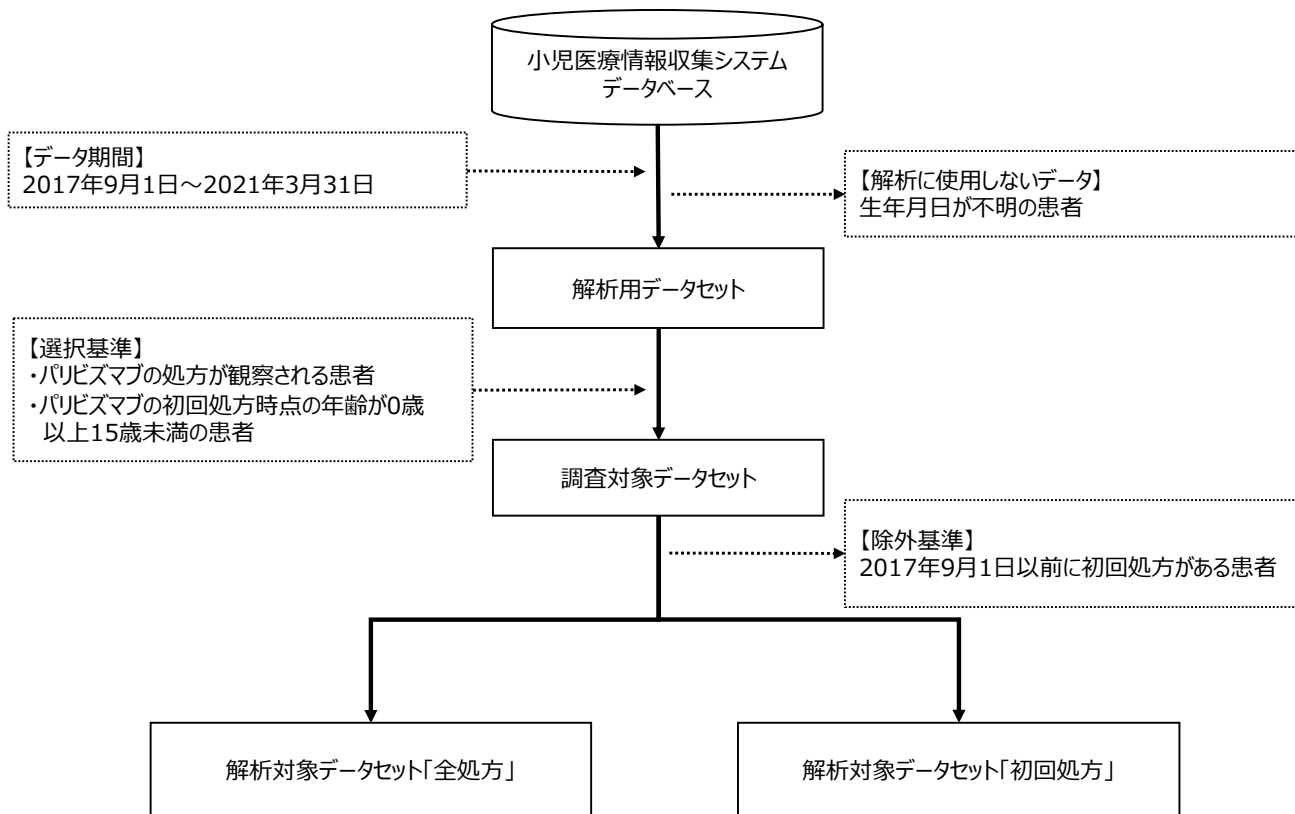 小児医療情報収集システム
データベース
【データ期間】
2017年9月1日～2021年3月31日
【解析に使用しないデータ】
生年月日が不明の患者
解析用データセット
【選択基準】
・パリビズマブの処方が観察される患者
・パリビズマブの初回処方時点の年齢が0歳
以上15歳未満の患者
調査対象データセット
【除外基準】
2017年9月1日以前に初回処方がある患者
解析対象データセット「全処方」
解析対象データセット「初回処方」